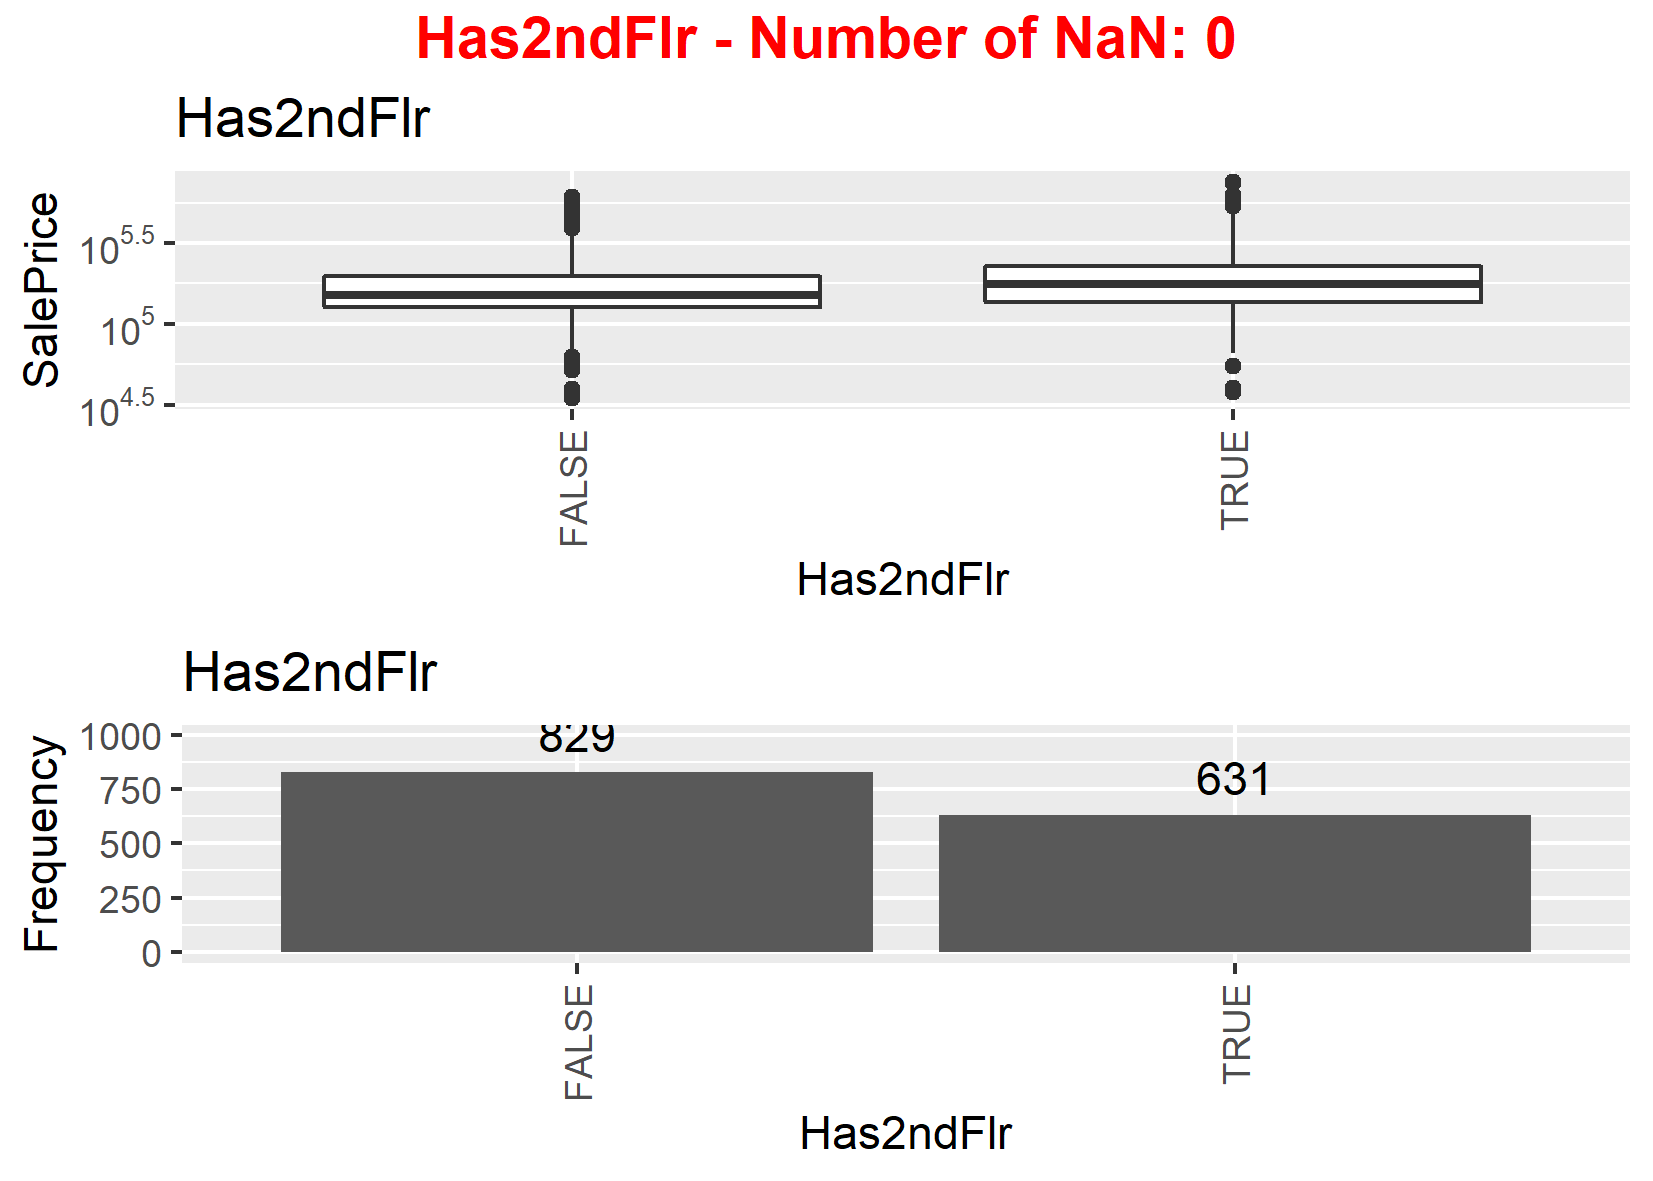 Has2ndFlr - Number of NaN: 0
Has2ndFlr
SalePrice
10^5.5
10^5
10^4.5
FALSE
TRUE
Has2ndFlr
Has2ndFlr
Frequency
1000
750
500
250
0
829
631
FALSE
TRUE
Has2ndFlr